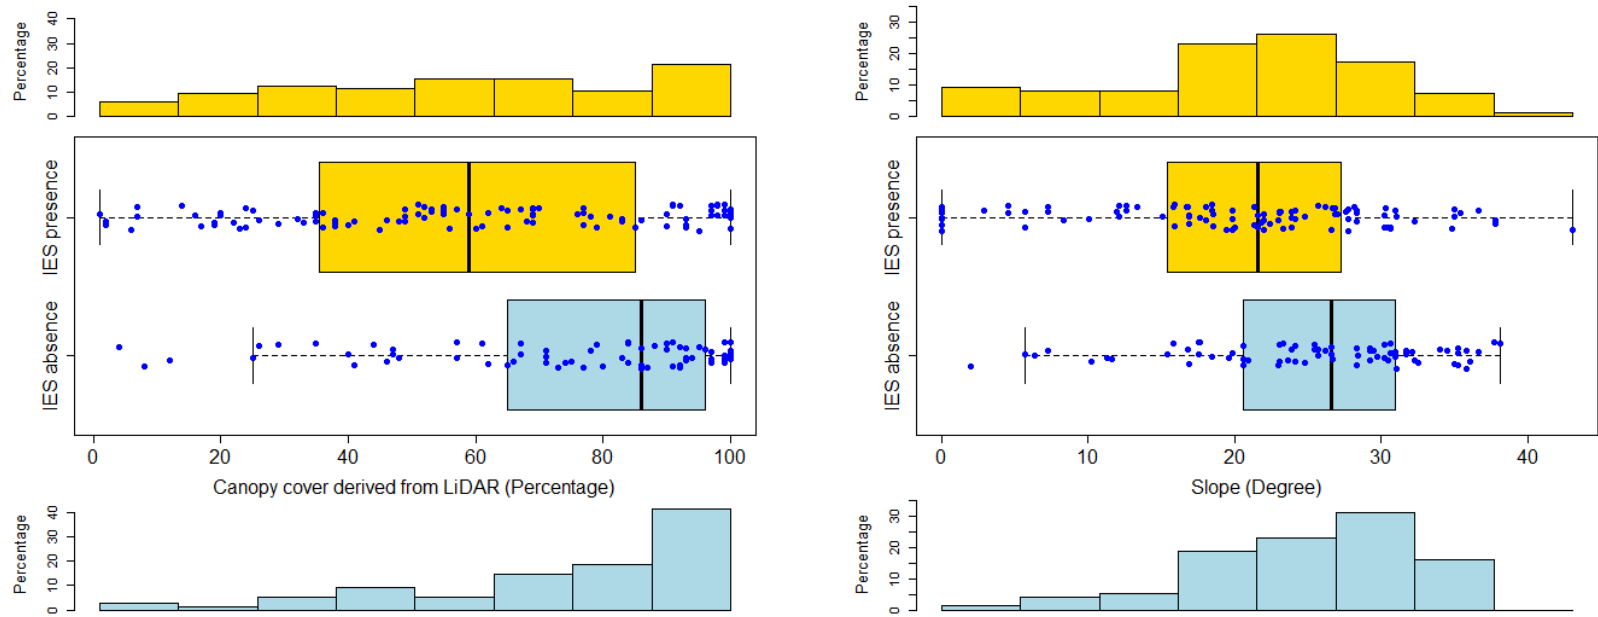 Percentage
0 10 20 30 40
IES presence
IES absence
0 20 40 60 80 100
Canopy cover derived from LiDAR (Percentage)
Percentage
0 10 20 30 40
Percentage
0 10 20 30
IES presence
IES absence
0 10 20 30 40
Slope (Degree)
Percentage
0 10 20 30